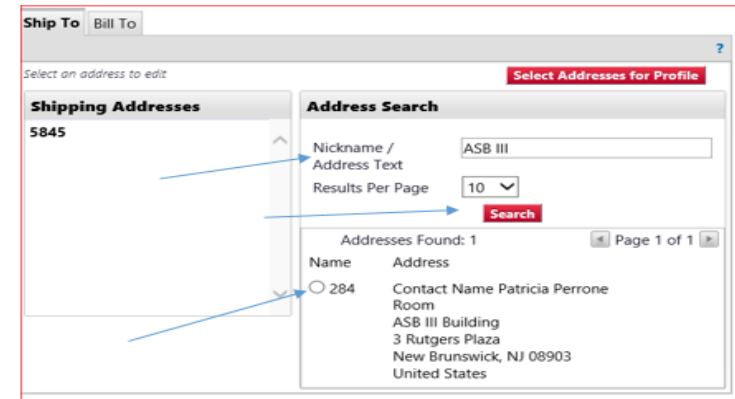 Ship To Bill To
?
Select an address to edit
Select Addresses for Profile
Shipping Addresses
5845
Address Search
Nickname /
Address Text
ASB III
Results Per Page
10
Search
Addresses Found: 1
Page 1 of 1
Name Address
284 Contact Name Patricia Perrone
Room
ASB III Building
3 Rutgers Plaza
New Brunswick, NJ 08903
United States